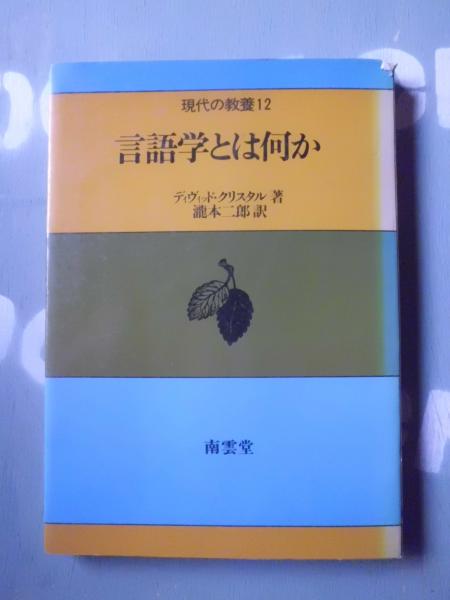 現代の教養12
言語学とは何か
ディヴィッド・クリスタル 著
瀧本二郎 訳
南雲堂